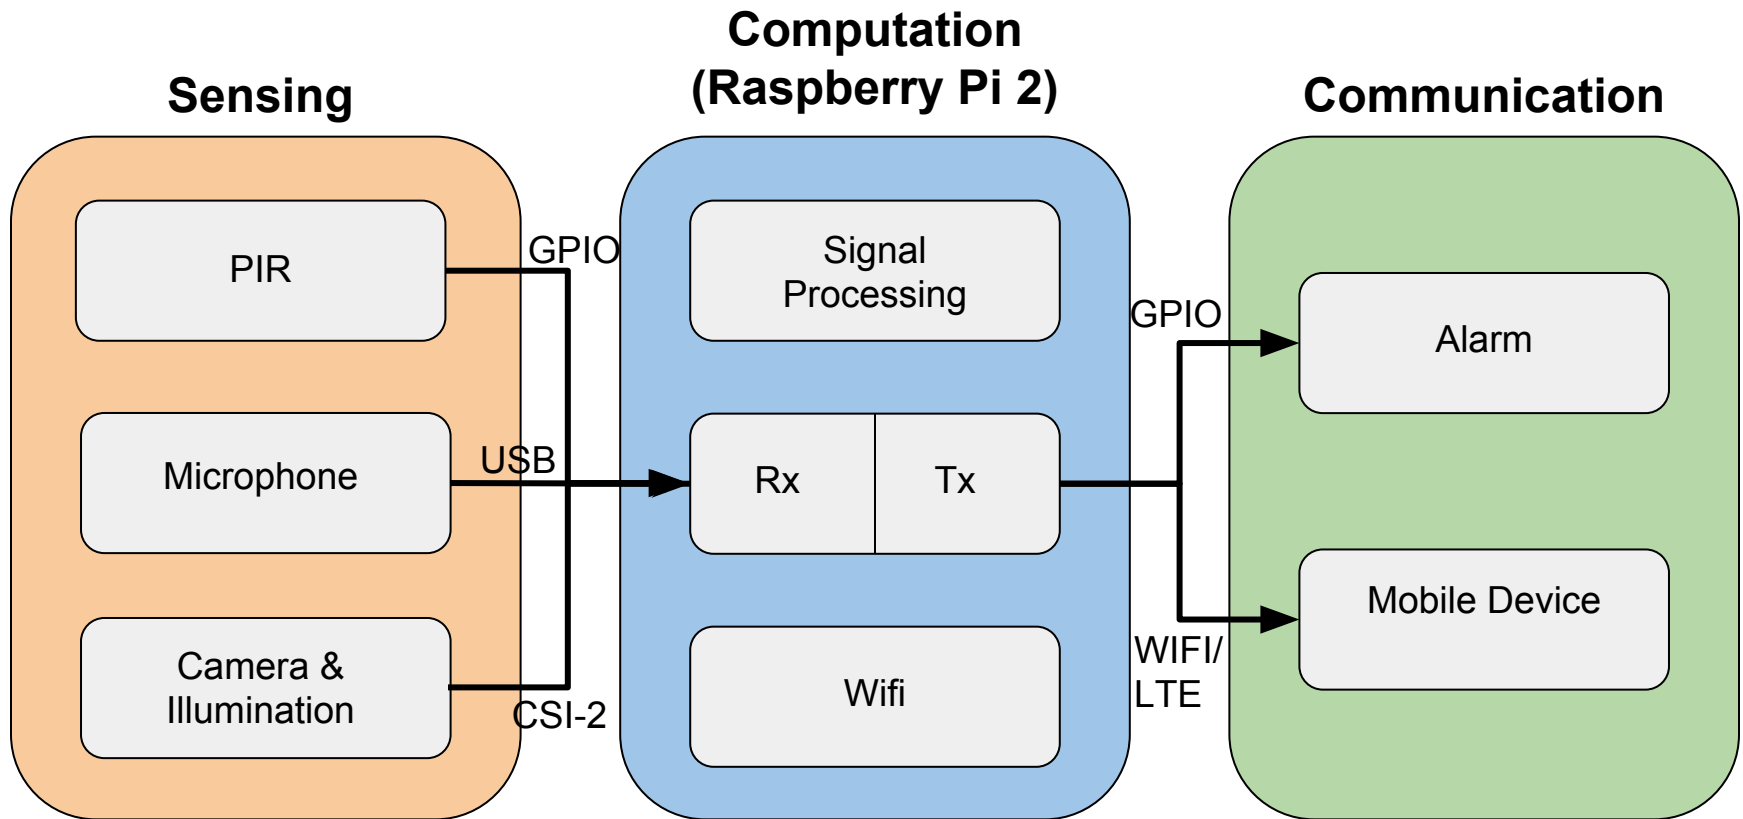 Sensing
PIR
Microphone
Camera &
Illumination
GPIO
USB
CSI-2
Computation
(Raspberry Pi 2)
Signal
Processing
Rx
Tx
Wifi
GPIO
WIFI/
LTE
Communication
Alarm
Mobile Device